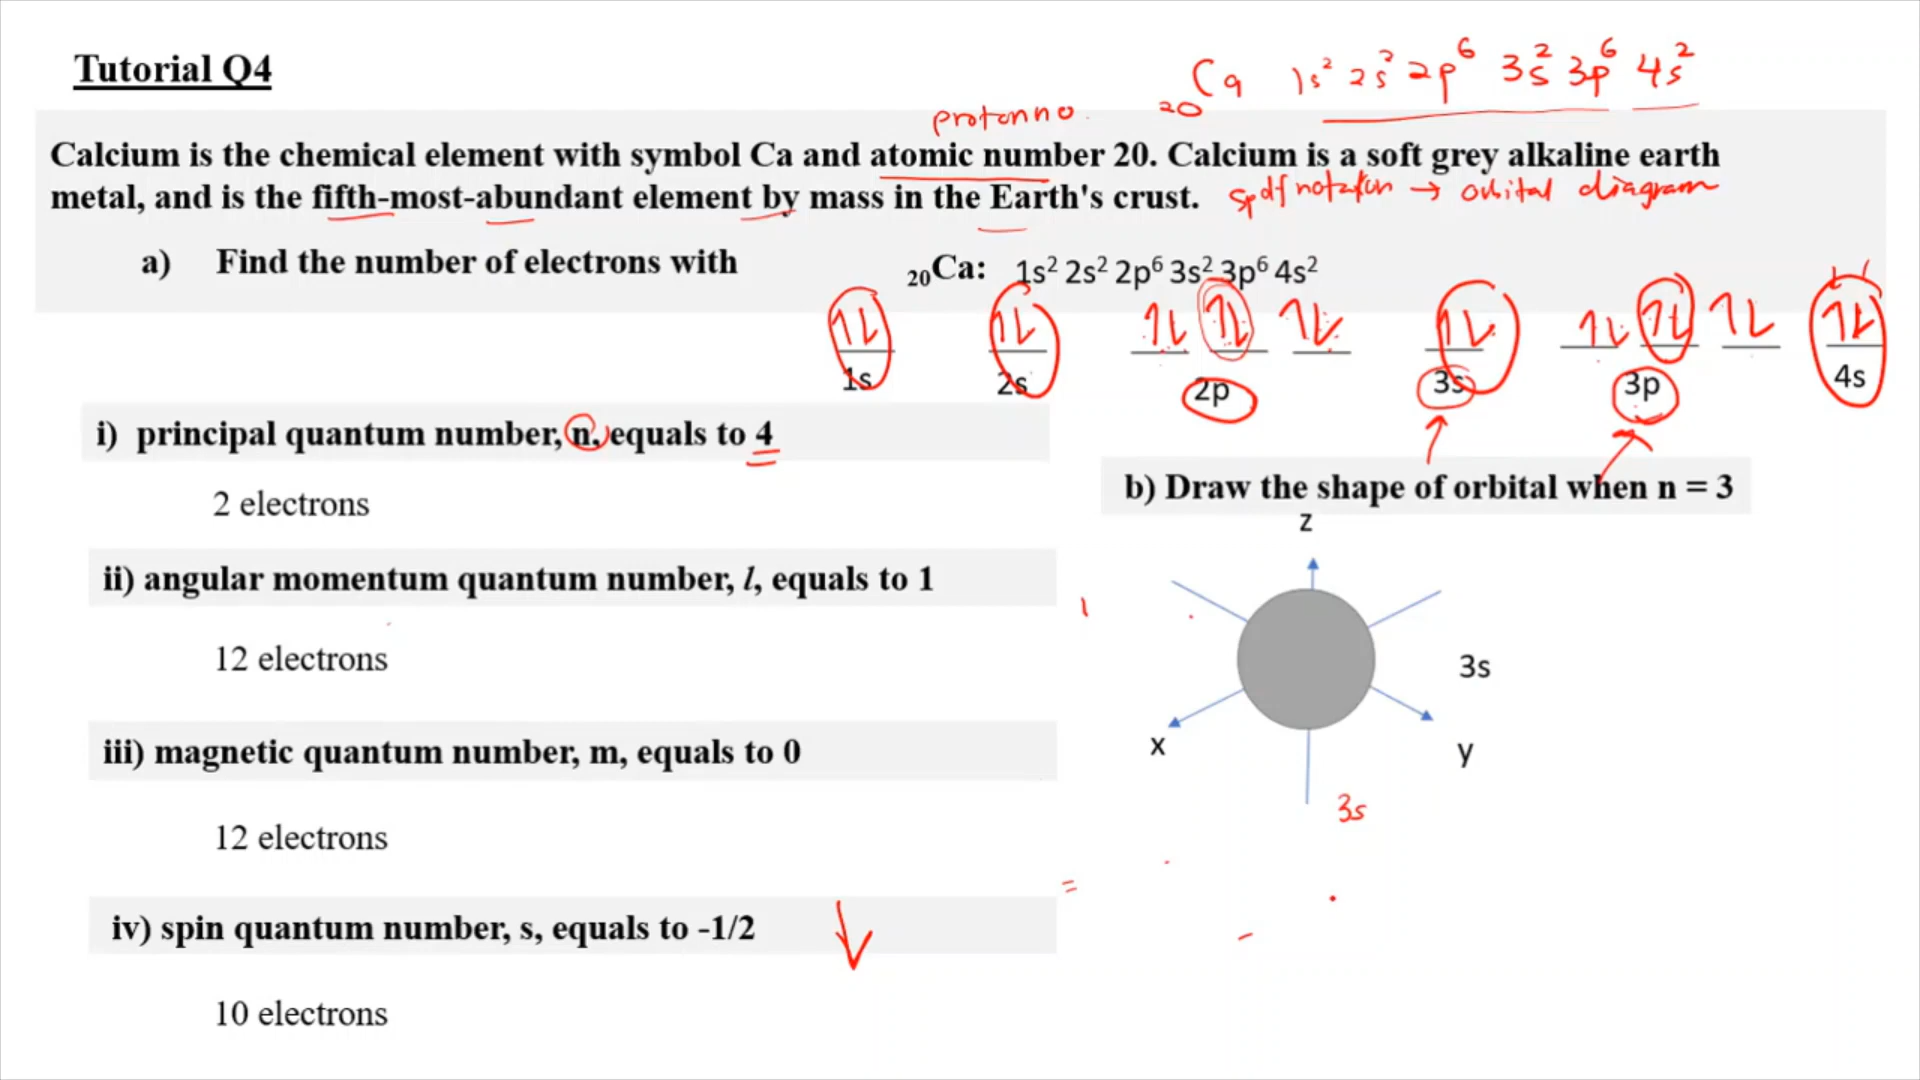 Tutorial Q4
₂₀Ca 1s² 2s² 2p⁶ 3s² 3p⁶ 4s²
proton no.
Calcium is the chemical element with symbol Ca and atomic number 20. Calcium is a soft grey alkaline earth
metal, and is the fifth-most-abundant element by mass in the Earth's crust.
spdf notation → orbital diagram
a) Find the number of electrons with
₂₀Ca: 1s² 2s² 2p⁶ 3s² 3p⁶ 4s²
1s 2s 2p 3s 3p 4s
i) principal quantum number, n, equals to 4
2 electrons
ii) angular momentum quantum number, l, equals to 1
12 electrons
iii) magnetic quantum number, m, equals to 0
12 electrons
iv) spin quantum number, s, equals to -1/2
10 electrons
b) Draw the shape of orbital when n = 3
z
3s
x
y
3s